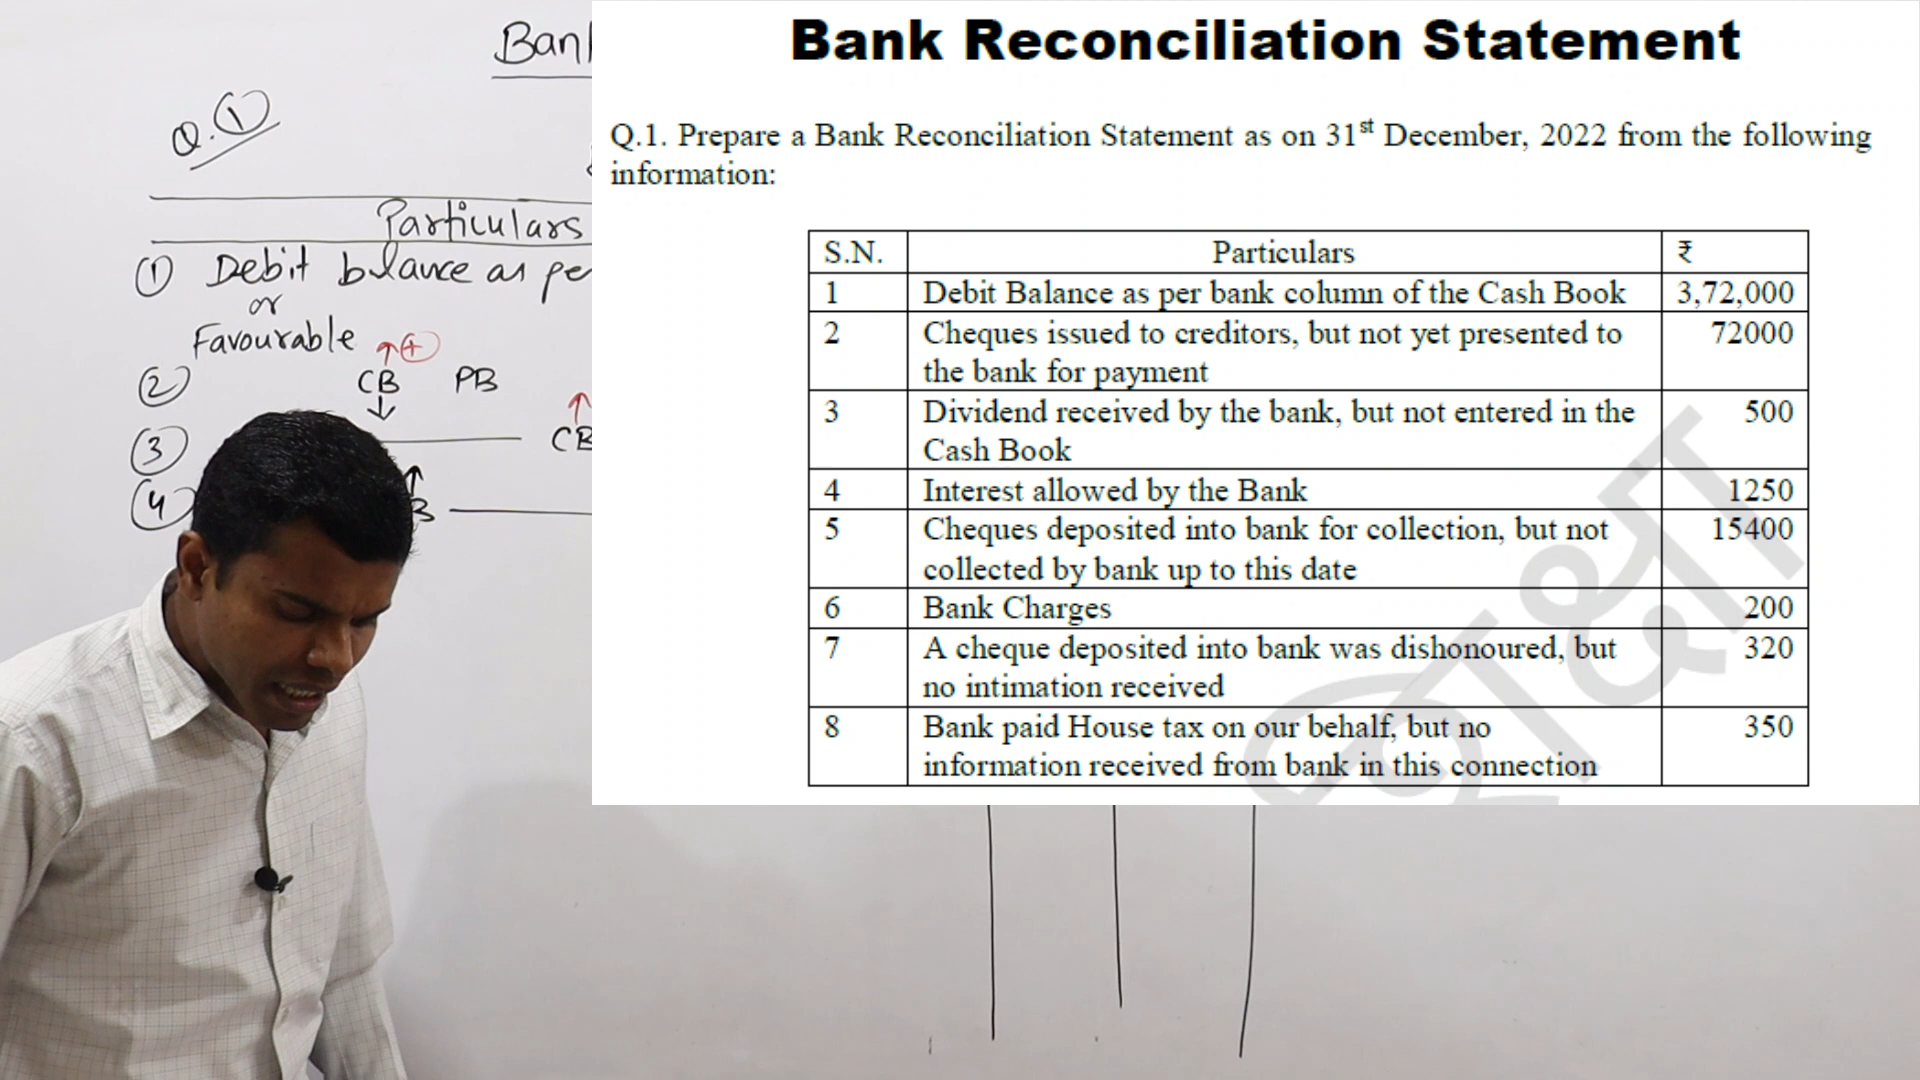 Bank
Q. 1
Particulars
1 Debit balance as per
or
Favourable
+
2 CB PB
3 CB
4 B
Bank Reconciliation Statement
Q.1. Prepare a Bank Reconciliation Statement as on 31st December, 2022 from the following
information:
S.N. Particulars ₹
1 Debit Balance as per bank column of the Cash Book 3,72,000
2 Cheques issued to creditors, but not yet presented to 72000
the bank for payment
3 Dividend received by the bank, but not entered in the 500
Cash Book
4 Interest allowed by the Bank 1250
5 Cheques deposited into bank for collection, but not 15400
collected by bank up to this date
6 Bank Charges 200
7 A cheque deposited into bank was dishonoured, but 320
no intimation received
8 Bank paid House tax on our behalf, but no 350
information received from bank in this connection